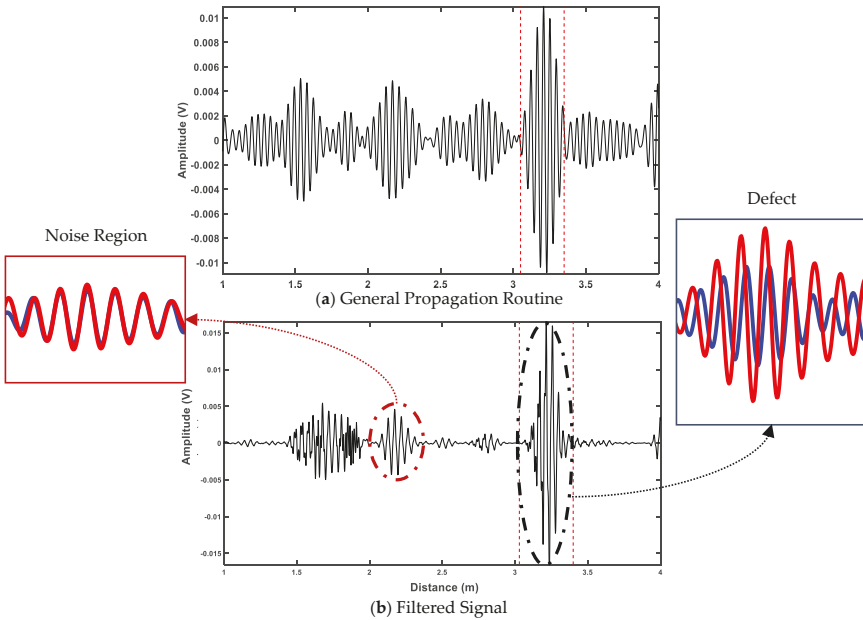 0.01
0.008
0.006
0.004
0.002
0
-0.002
-0.004
-0.006
-0.008
-0.01
Amplitude (V)
1 1.5 2 2.5 3 3.5 4
(a) General Propagation Routine
Noise Region
Defect
0.015
0.01
0.005
0
-0.005
-0.01
-0.015
Amplitude (V)
1 1.5 2 2.5 3 3.5 4
Distance (m)
(b) Filtered Signal